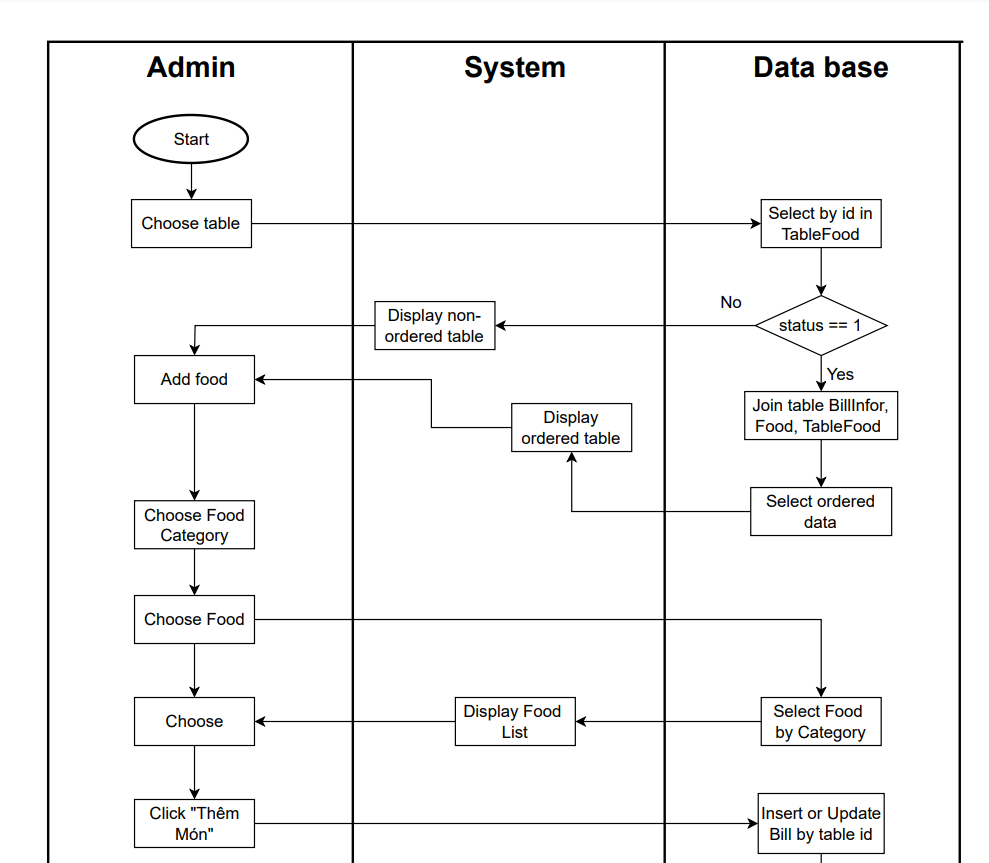 Admin
System
Data base
Start
Choose table
Select by id in
TableFood
No
Display non-
ordered table
status == 1
Yes
Add food
Join table BillInfor,
Food, TableFood
Display
ordered table
Select ordered
data
Choose Food
Category
Choose Food
Choose
Display Food
List
Select Food
by Category
Click "Thêm
Món"
Insert or Update
Bill by table id